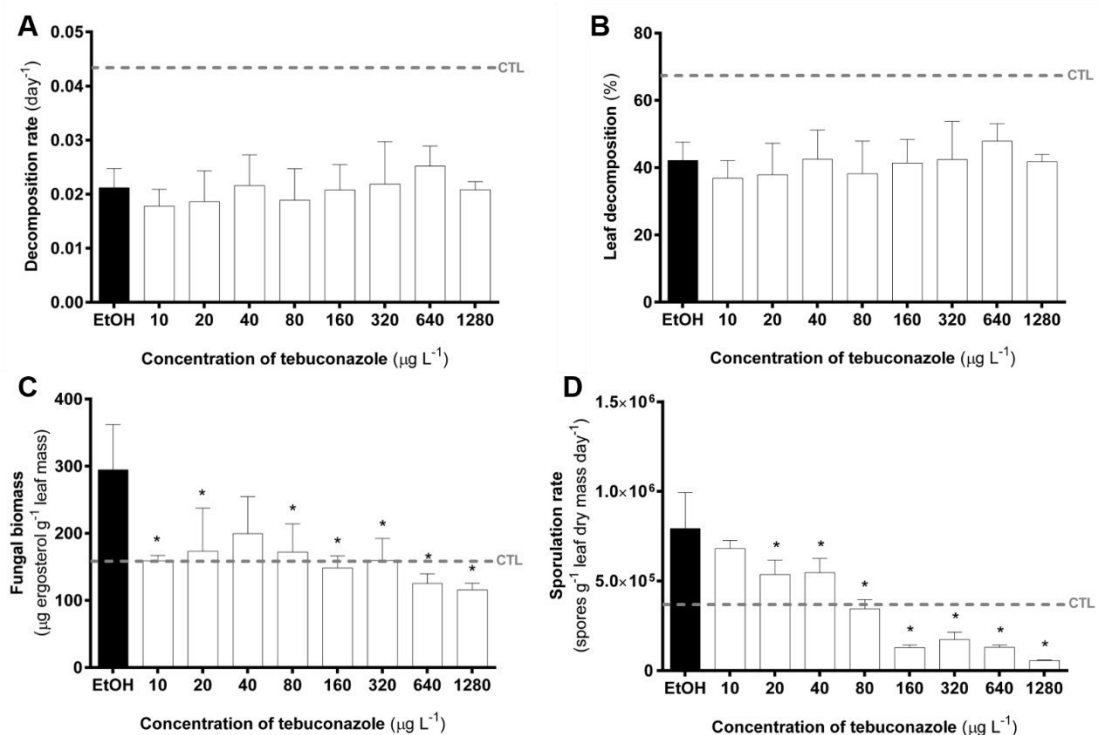 A
0.05
0.04
0.03
0.02
0.01
0.00
Decomposition rate (day⁻¹)
CTL
EtOH 10 20 40 80 160 320 640 1280
Concentration of tebuconazole (µg L⁻¹)
B
80
60
40
20
0
Leaf decomposition (%)
CTL
EtOH 10 20 40 80 160 320 640 1280
Concentration of tebuconazole (µg L⁻¹)
C
400
300
200
100
0
Fungal biomass
(µg ergosterol g⁻¹ leaf mass)
* * * * * * *
CTL
EtOH 10 20 40 80 160 320 640 1280
Concentration of tebuconazole (µg L⁻¹)
D
1.5×10⁶
1.0×10⁶
5.0×10⁵
0
Sporulation rate
(spores g⁻¹ leaf dry mass day⁻¹)
* * * * * * *
CTL
EtOH 10 20 40 80 160 320 640 1280
Concentration of tebuconazole (µg L⁻¹)